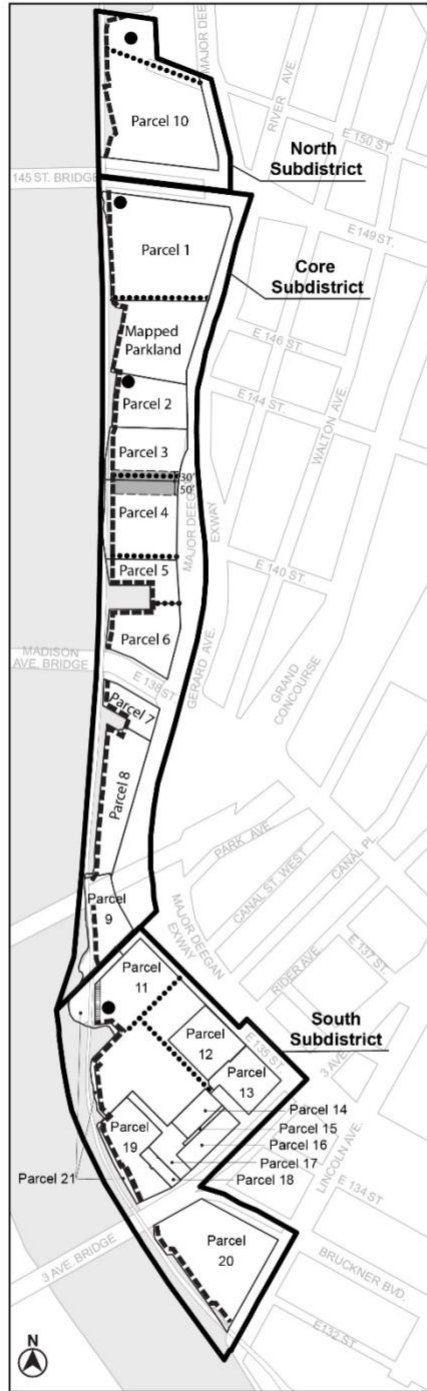 MAJOR DEE
RIVER AVE.
Parcel 10
E 150 ST.
North
Subdistrict
145 ST. BRIDGE
E 149 ST.
Parcel 1
Core
Subdistrict
Mapped
Parkland
E 146 ST.
E 144 ST.
WALTON AVE.
Parcel 2
Parcel 3
30'
50'
Parcel 4
MAJOR DEEG
EXWAY
Parcel 5
E 140 ST.
Parcel 6
GERARD AVE.
MADISON
AVE. BRIDGE
E 138 ST.
GRAND
CONCOURSE
Parcel 7
Parcel 8
PARK AVE.
CANAL ST. WEST
CANAL PL.
Parcel
9
MAJOR DEEGAN
EXWAY
RIDER AVE.
E 137 ST.
Parcel
11
South
Subdistrict
E 135 ST.
3 AVE.
Parcel
12
Parcel
13
LINCOLN AVE.
Parcel 14
Parcel 15
Parcel 16
Parcel 17
Parcel 18
Parcel
19
Parcel 21
E 134 ST.
3 AVE. BRIDGE
Parcel
20
BRUCKNER BVD.
E132 ST.
N